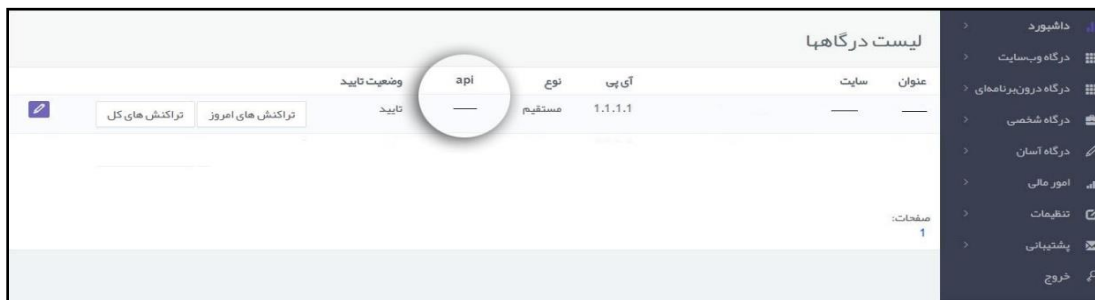 داشبورد
درگاه وب‌سایت
درگاه درون‌برنامه‌ای
درگاه شخصی
درگاه آسان
امور مالی
تنظیمات
پشتیبانی
خروج
لیست درگاهها
عنوان سایت آی پی نوع api وضعیت تایید
1.1.1.1 مستقیم تایید تراکنش های امروز تراکنش های کل
صفحات:
1